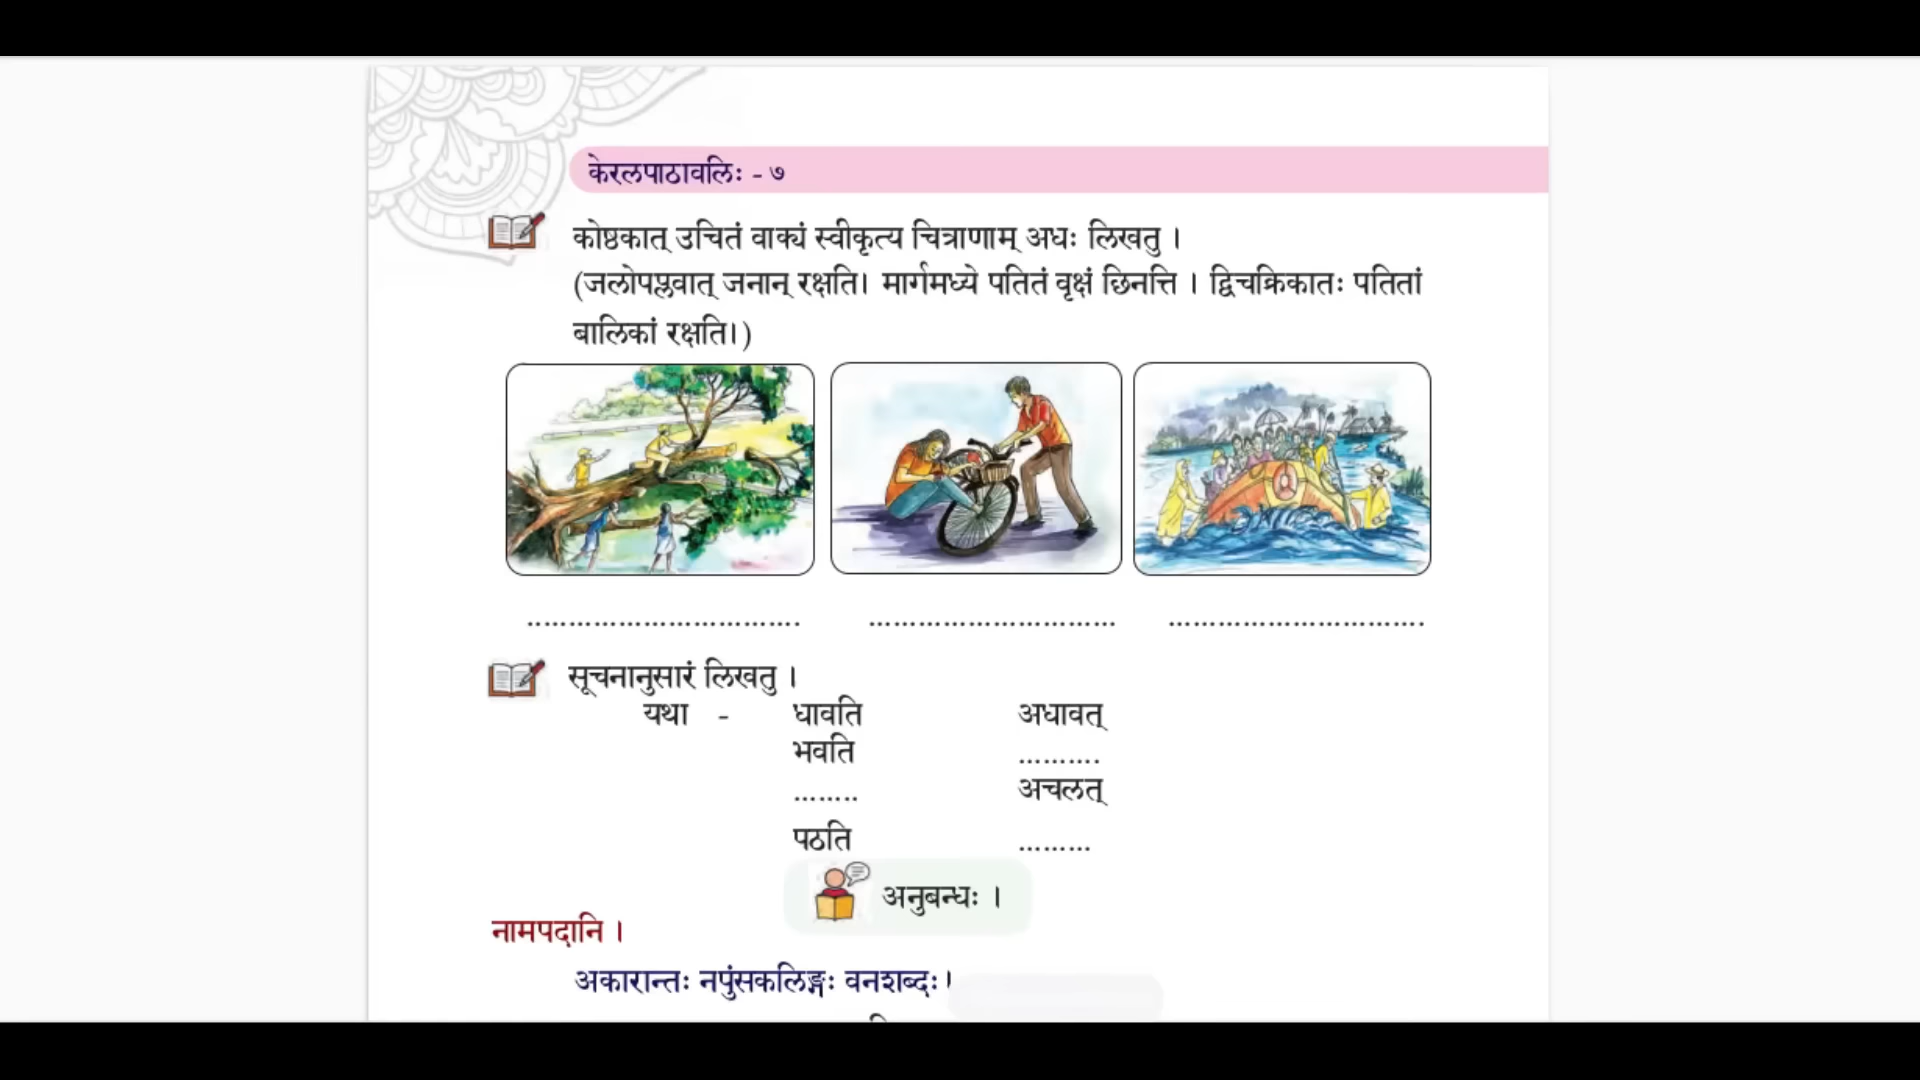 केरलपाठावलिः - ७
कोष्ठकात् उचितं वाक्यं स्वीकृत्य चित्राणाम् अधः लिखतु ।
(जलोपप्लवात् जनान् रक्षति। मार्गमध्ये पतितं वृक्षं छिनत्ति । द्विचक्रिकातः पतितां
बालिकां रक्षति।)
................................. .............................. ...............................
सूचनानुसारं लिखतु ।
यथा - धावति अधावत्
भवति ..........
........ अचलत्
पठति .........
अनुबन्धः ।
नामपदानि ।
अकारान्तः नपुंसकलिङ्गः वनशब्दः।